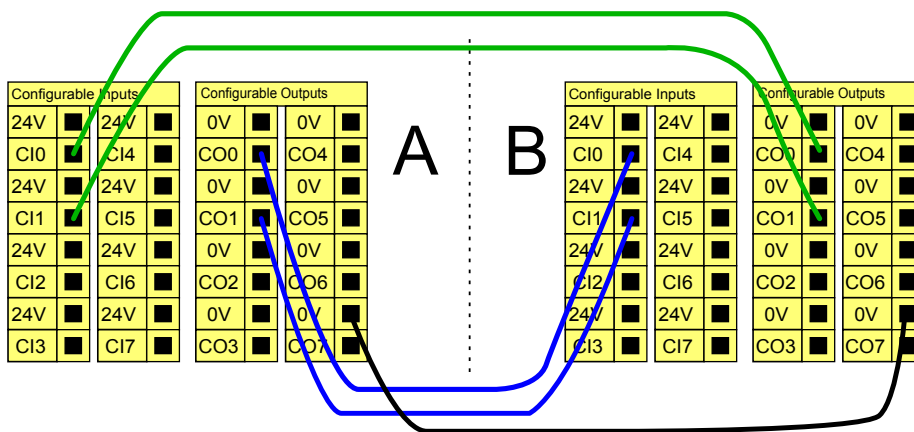 Configurable Inputs Configurable Outputs Configurable Inputs Configurable Outputs
24V 24V 0V 0V A B 24V 24V 0V 0V
CI0 CI4 CO0 CO4 CI0 CI4 CO0 CO4
24V 24V 0V 0V 24V 24V 0V 0V
CI1 CI5 CO1 CO5 CI1 CI5 CO1 CO5
24V 24V 0V 0V 24V 24V 0V 0V
CI2 CI6 CO2 CO6 CI2 CI6 CO2 CO6
24V 24V 0V 0V 24V 24V 0V 0V
CI3 CI7 CO3 CO7 CI3 CI7 CO3 CO7